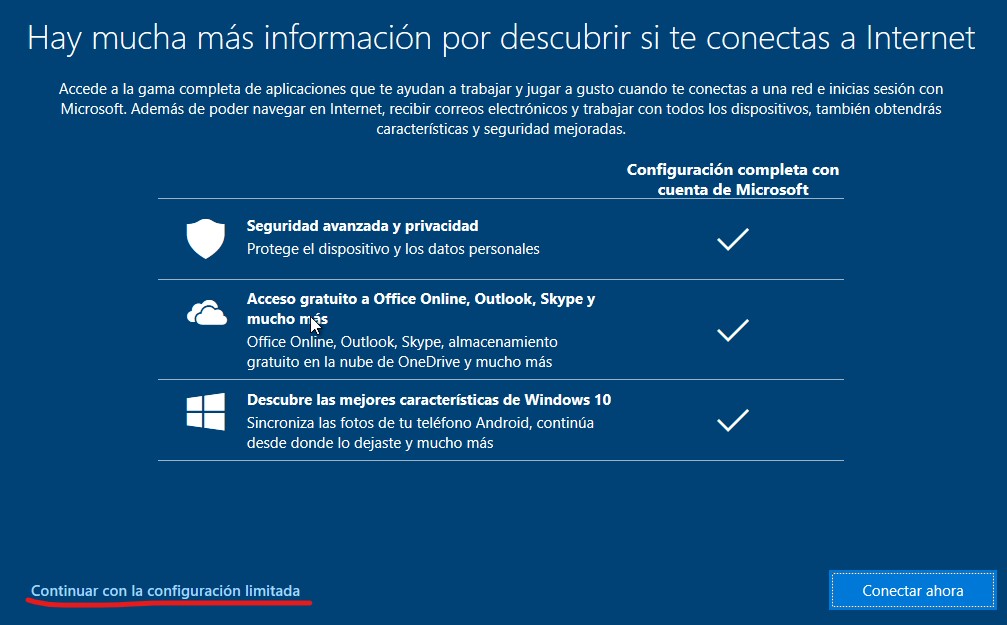 Hay mucha más información por descubrir si te conectas a Internet
Accede a la gama completa de aplicaciones que te ayudan a trabajar y jugar a gusto cuando te conectas a una red e inicias sesión con
Microsoft. Además de poder navegar en Internet, recibir correos electrónicos y trabajar con todos los dispositivos, también obtendrás
características y seguridad mejoradas.
Configuración completa con
cuenta de Microsoft
Seguridad avanzada y privacidad
Protege el dispositivo y los datos personales
Acceso gratuito a Office Online, Outlook, Skype y
mucho más
Office Online, Outlook, Skype, almacenamiento
gratuito en la nube de OneDrive y mucho más
Descubre las mejores características de Windows 10
Sincroniza las fotos de tu teléfono Android, continúa
desde donde lo dejaste y mucho más
Continuar con la configuración limitada
Conectar ahora